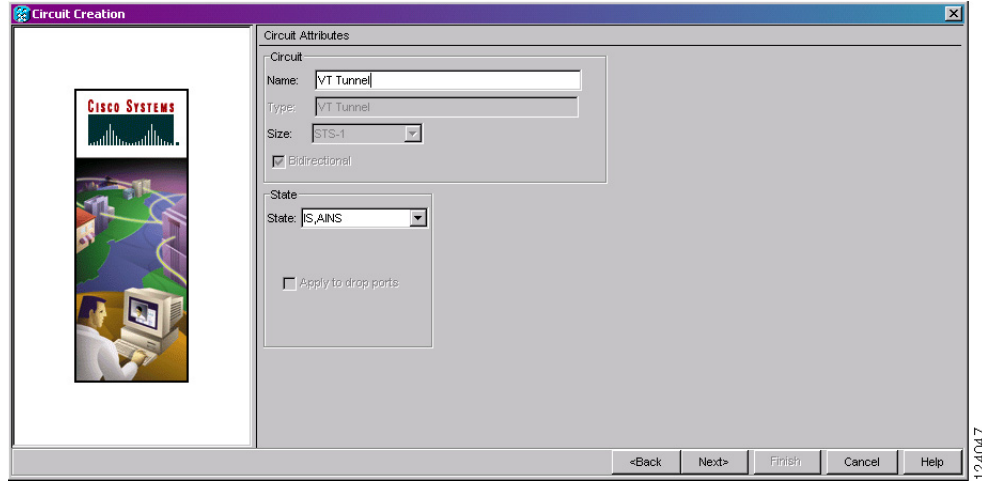 Circuit Creation
Circuit Attributes
Circuit
Name: VT Tunnel
Type: VT Tunnel
Size: STS-1
Bidirectional
State
State: IS,AINS
Apply to drop ports
CISCO SYSTEMS
<Back Next> Finish Cancel Help
124047